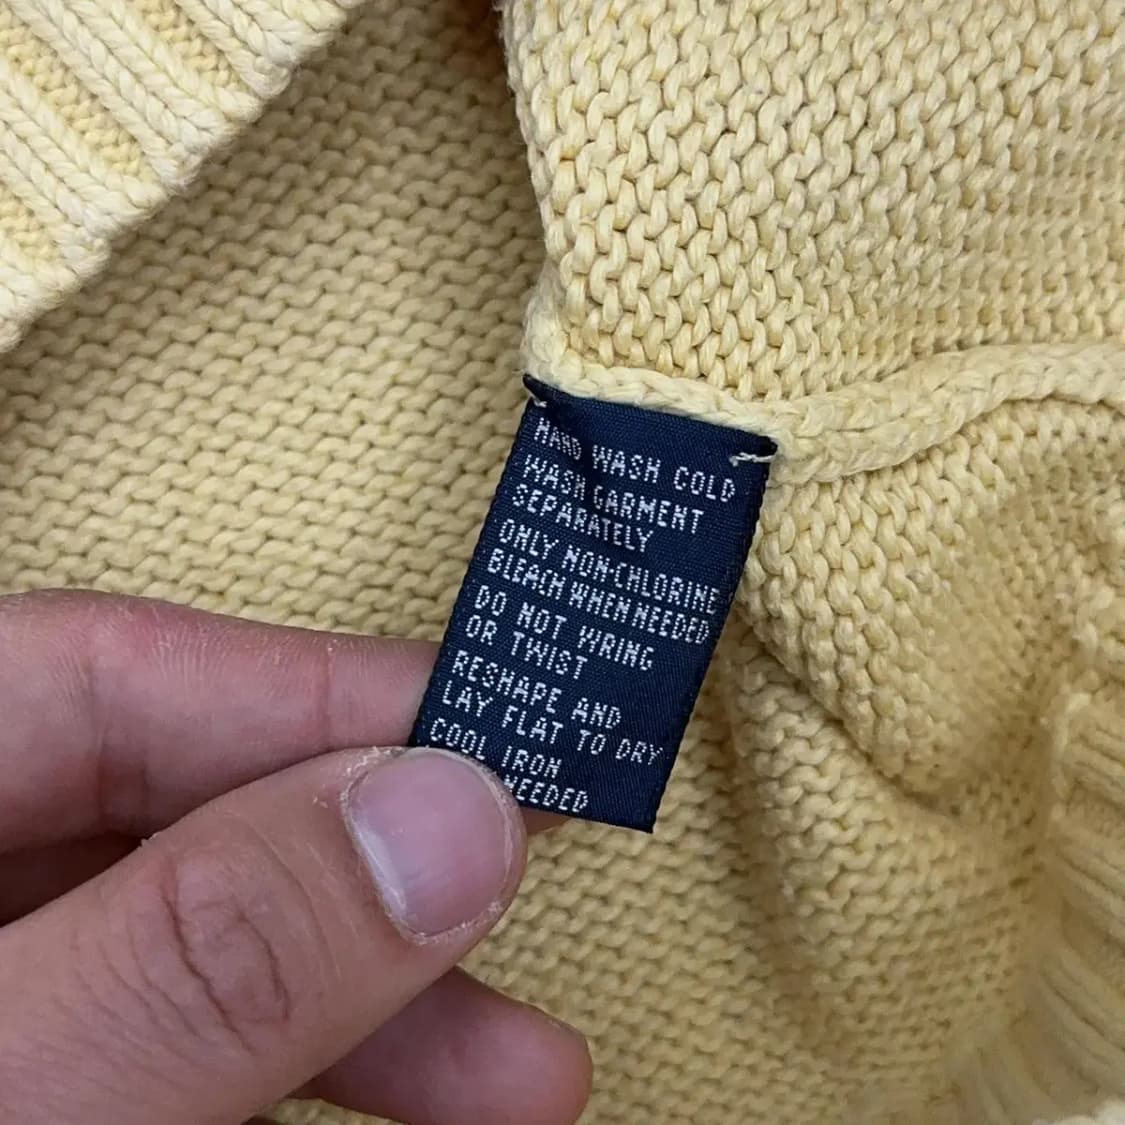 HAND WASH COLD
WASH GARMENT
SEPARATELY
ONLY NON-CHLORINE
BLEACH WHEN NEEDED
DO NOT WRING
OR TWIST
RESHAPE AND
LAY FLAT TO DRY
COOL IRON
NEEDED